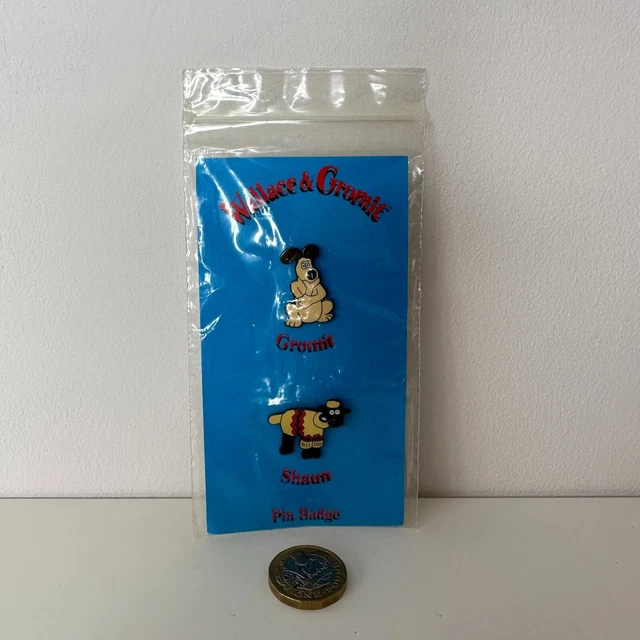 Wallace & Gromit
Gromit
Shaun
Pin Badge